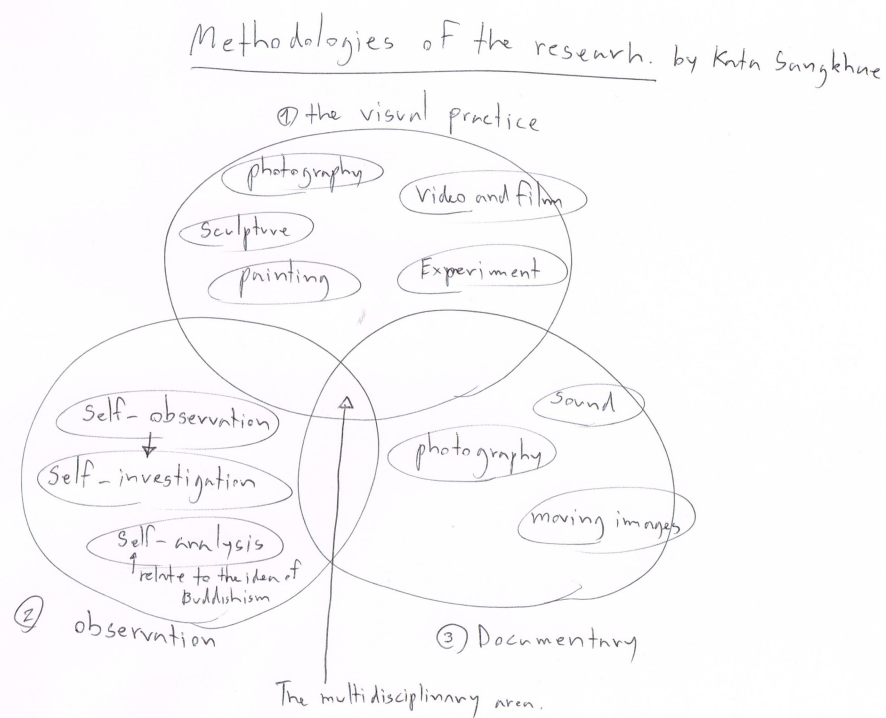 Methodologies of the researh. by Kata Sangkhae
① the visual practice
photography
video and film
Sculpture
painting
Experiment
Self-observation
Self-investigation
Self-analysis
relate to the idea of
Buddishism
② observation
sound
photography
moving images
③ Documentary
The multidisciplinary area.